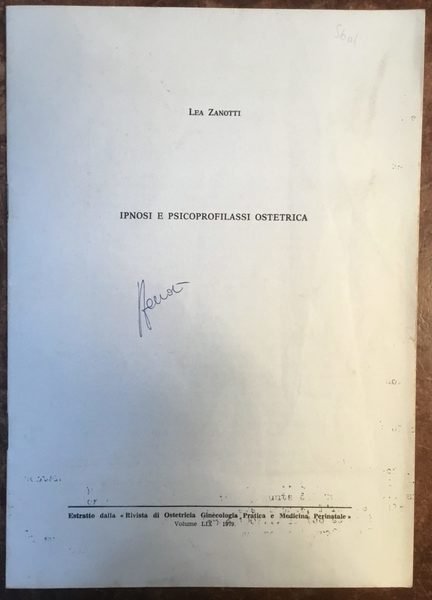 LEA ZANOTTI
IPNOSI E PSICOPROFILASSI OSTETRICA
Estratto dalla « Rivista di Ostetricia Ginecologia Pratica e Medicina Perinatale »
Volume LIX 1979.